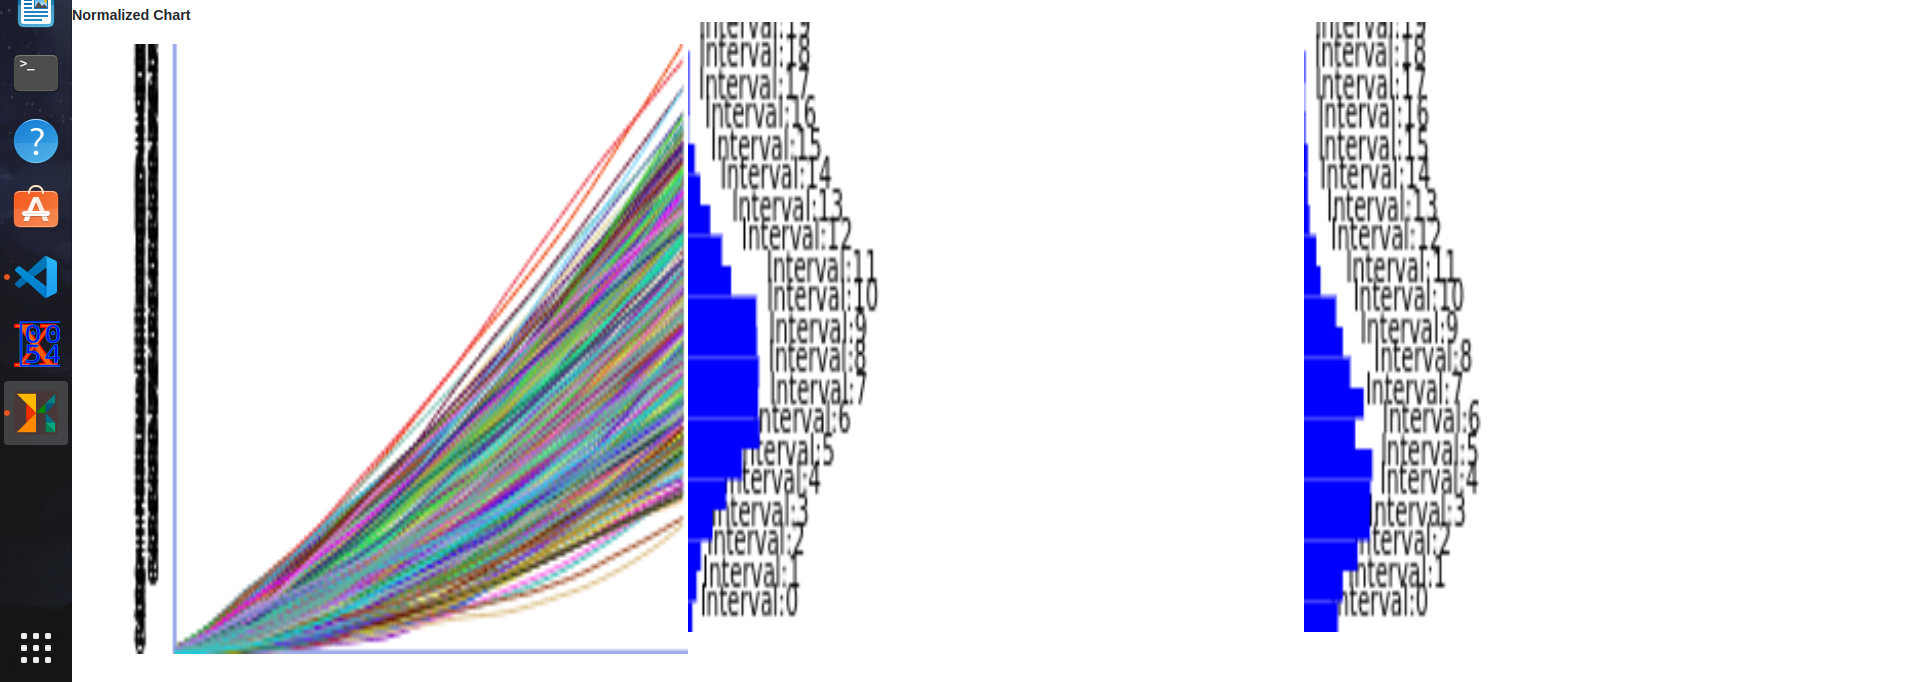 Normalized Chart
>_
?
Interval:19
Interval:18
Interval:17
Interval:16
Interval:15
Interval:14
Interval:13
Interval:12
Interval:11
Interval:10
Interval:9
Interval:8
Interval:7
Interval:6
Interval:5
Interval:4
Interval:3
Interval:2
Interval:1
Interval:0
Interval:19
Interval:18
Interval:17
Interval:16
Interval:15
Interval:14
Interval:13
Interval:12
Interval:11
Interval:10
Interval:9
Interval:8
Interval:7
Interval:6
Interval:5
Interval:4
Interval:3
Interval:2
Interval:1
Interval:0